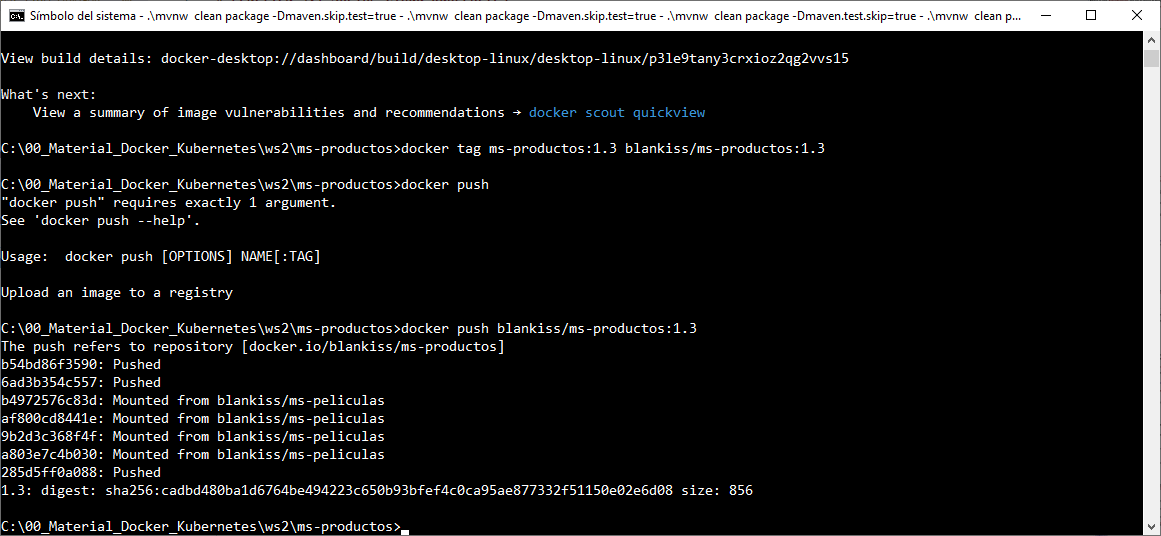 Símbolo del sistema - .\mvnw  clean package -Dmaven.skip.test=true - .\mvnw  clean package -Dmaven.skip.test=true - .\mvnw  clean package -Dmaven.test.skip=true - .\mvnw  clean p...
View build details: docker-desktop://dashboard/build/desktop-linux/desktop-linux/p3le9tany3crxioz2qg2vvs15
What's next:
    View a summary of image vulnerabilities and recommendations → docker scout quickview
C:\00_Material_Docker_Kubernetes\ws2\ms-productos>docker tag ms-productos:1.3 blankiss/ms-productos:1.3
C:\00_Material_Docker_Kubernetes\ws2\ms-productos>docker push
"docker push" requires exactly 1 argument.
See 'docker push --help'.
Usage:  docker push [OPTIONS] NAME[:TAG]
Upload an image to a registry
C:\00_Material_Docker_Kubernetes\ws2\ms-productos>docker push blankiss/ms-productos:1.3
The push refers to repository [docker.io/blankiss/ms-productos]
b54bd86f3590: Pushed
6ad3b354c557: Pushed
b4972576c83d: Mounted from blankiss/ms-peliculas
af800cd8441e: Mounted from blankiss/ms-peliculas
9b2d3c368f4f: Mounted from blankiss/ms-peliculas
a803e7c4b030: Mounted from blankiss/ms-peliculas
285d5ff0a088: Pushed
1.3: digest: sha256:cadbd480ba1d6764be494223c650b93bfef4c0ca95ae877332f51150e02e6d08 size: 856
C:\00_Material_Docker_Kubernetes\ws2\ms-productos>